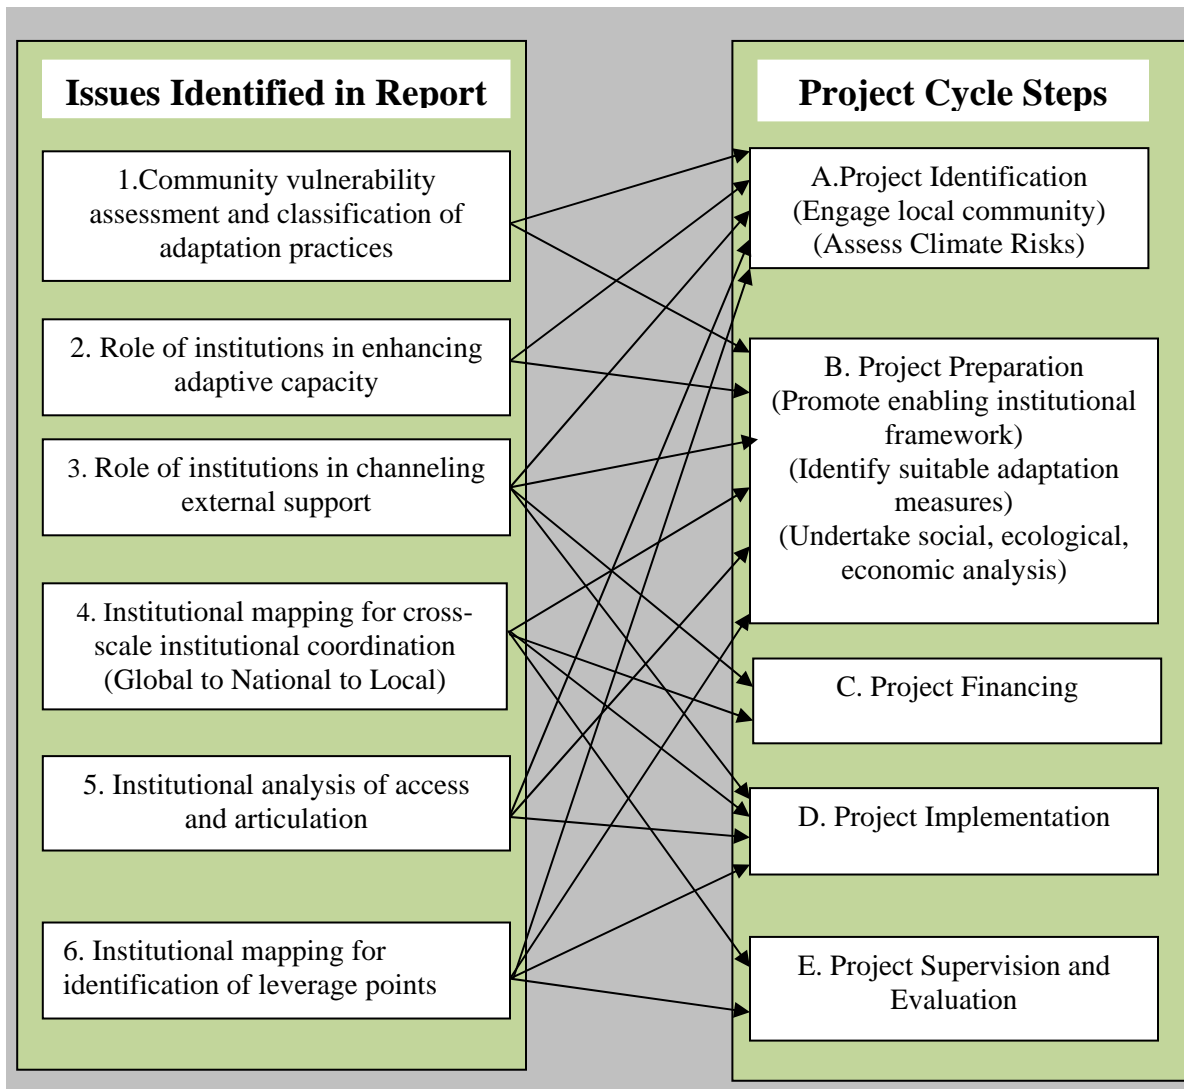 Issues Identified in Report
1.Community vulnerability
assessment and classification of
adaptation practices
2. Role of institutions in enhancing
adaptive capacity
3. Role of institutions in channeling
external support
4. Institutional mapping for cross-
scale institutional coordination
(Global to National to Local)
5. Institutional analysis of access
and articulation
6. Institutional mapping for
identification of leverage points
Project Cycle Steps
A.Project Identification
(Engage local community)
(Assess Climate Risks)
B. Project Preparation
(Promote enabling institutional
framework)
(Identify suitable adaptation
measures)
(Undertake social, ecological,
economic analysis)
C. Project Financing
D. Project Implementation
E. Project Supervision and
Evaluation